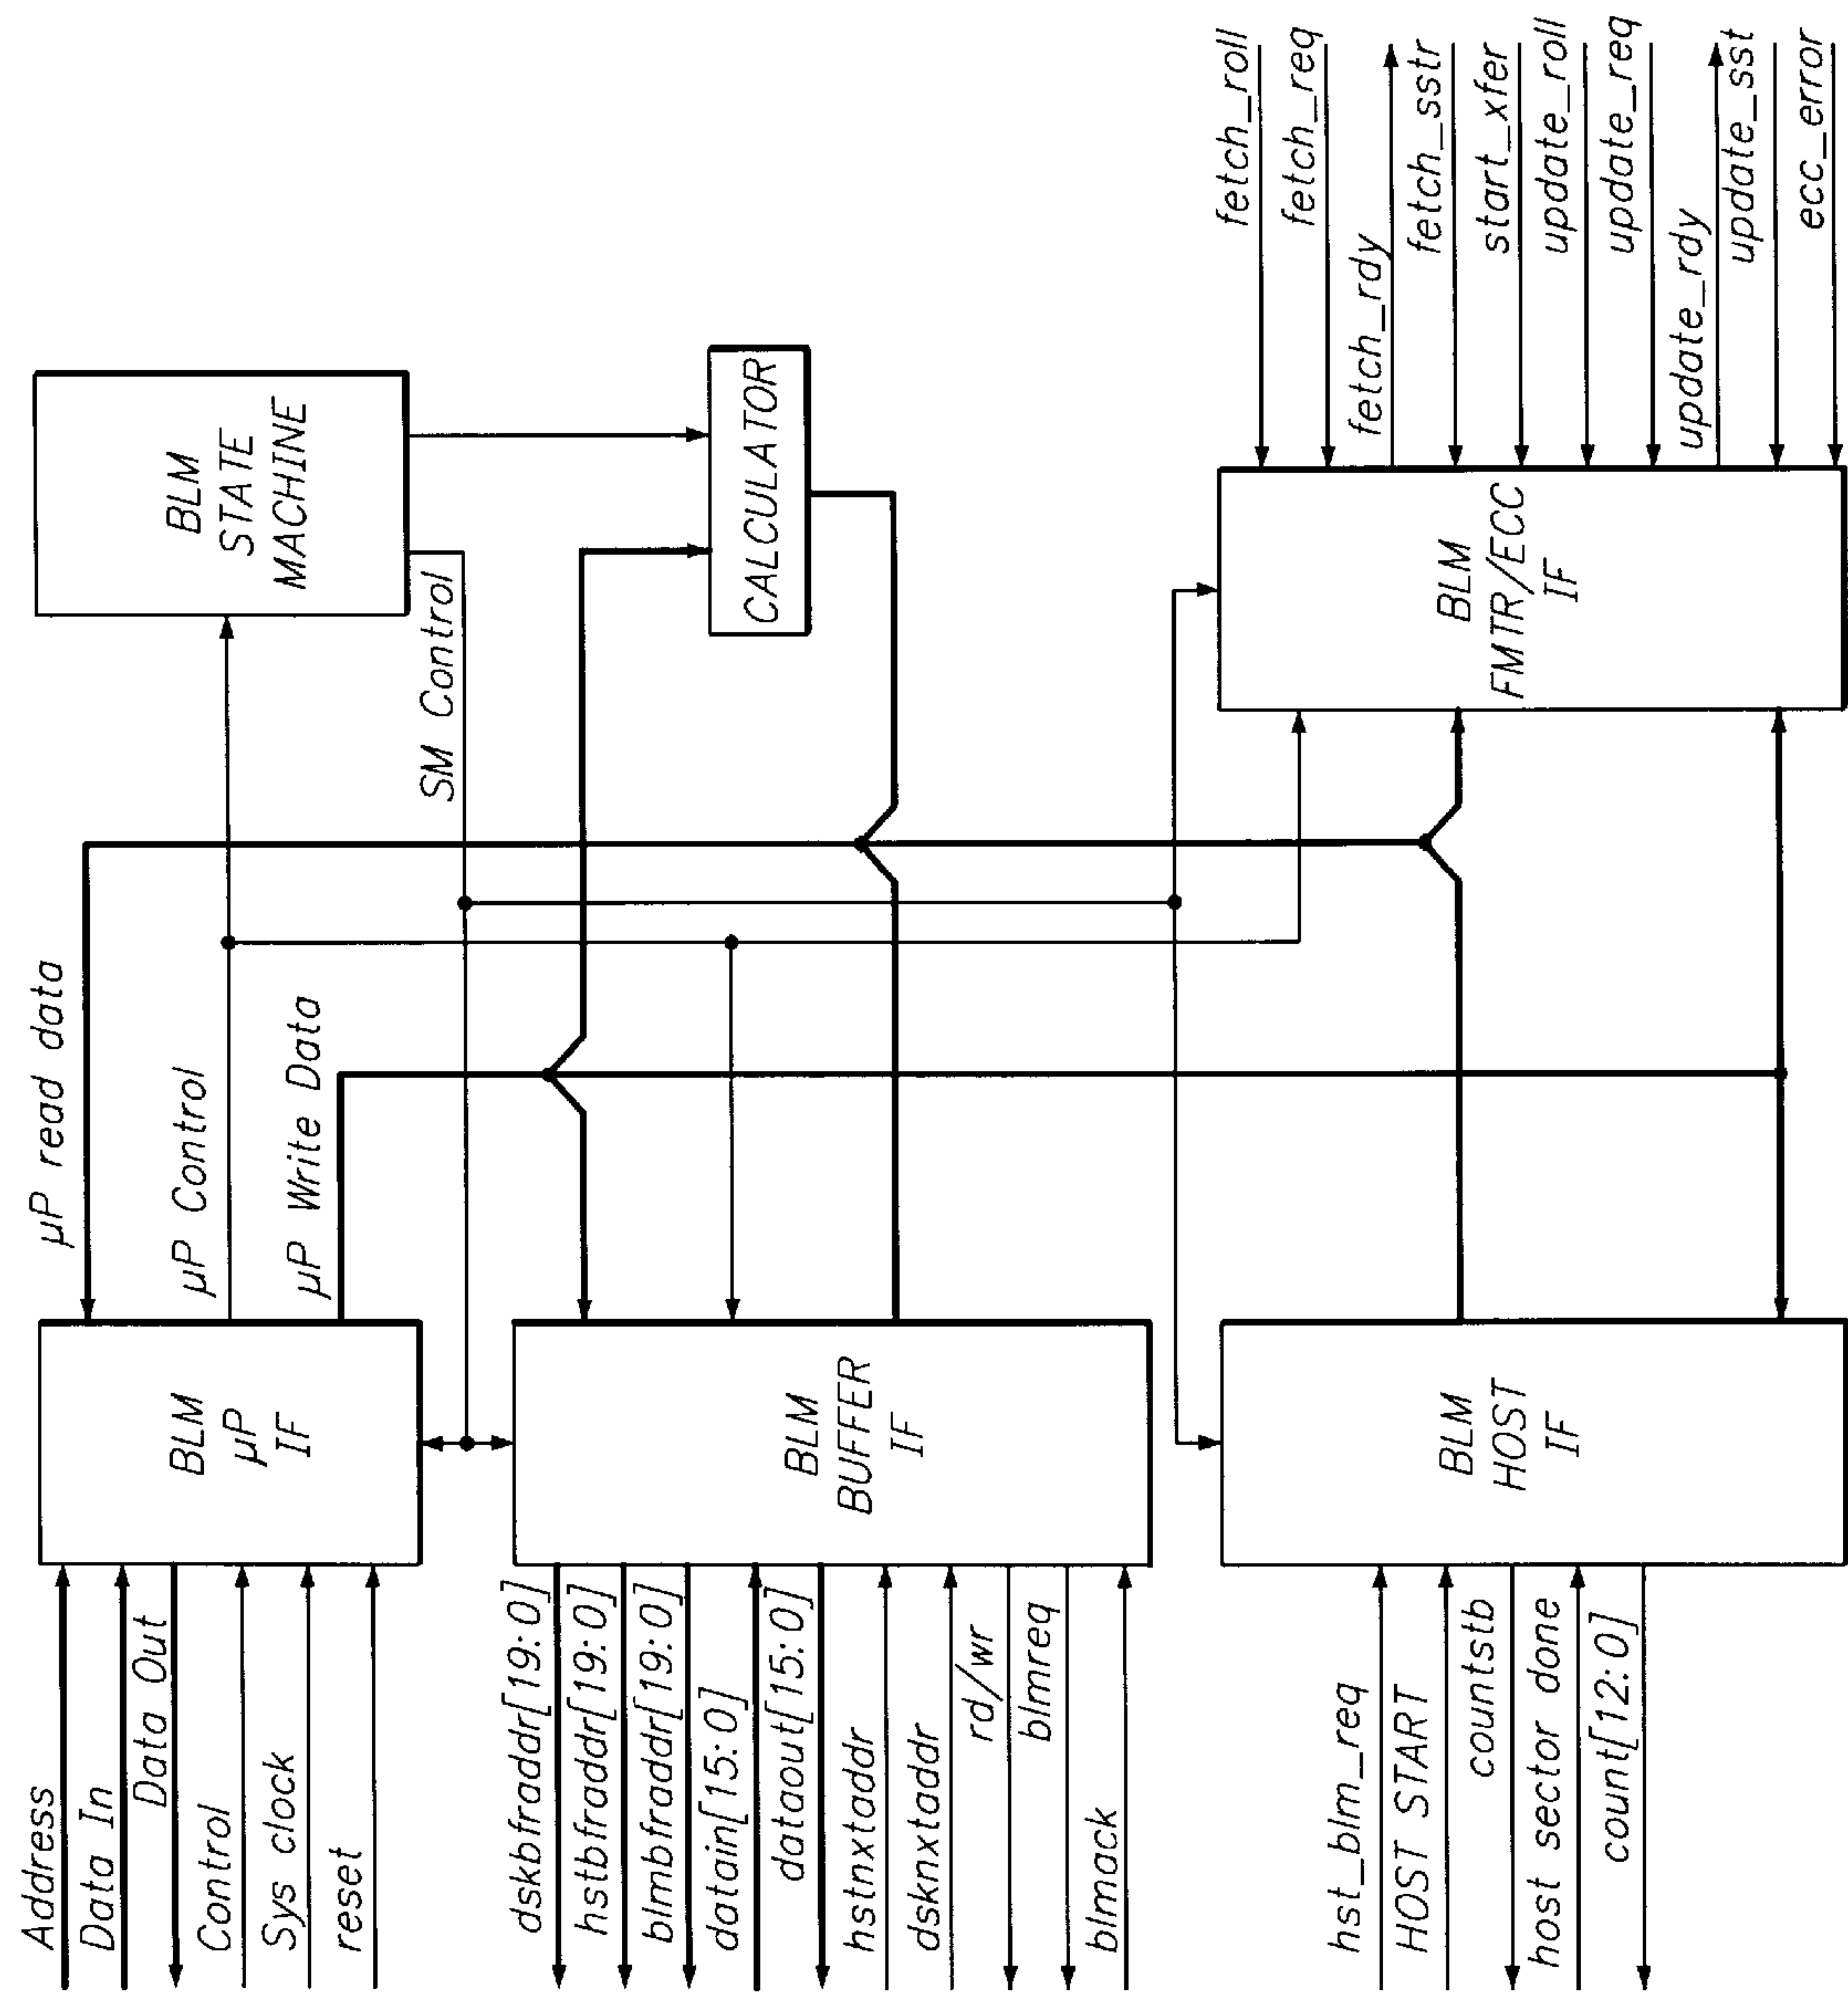 Address
Data In
Data Out
Control
Sys clock
reset
dskbfraddr[19:0]
hstbfraddr[19:0]
blmbfraddr[19:0]
datain[15:0]
dataout[15:0]
hstnxtaddr
dsknxtaddr
rd/wr
blmreq
blmack
hst_blm_req
HOST START
countstb
host sector done
count[12:0]
BLM
µP
IF
BLM
BUFFER
IF
BLM
HOST
IF
µP read data
µP Control
µP Write Data
SM Control
BLM
STATE
MACHINE
CALCULATOR
BLM
FMTR/ECC
IF
fetch_roll
fetch_req
fetch_rdy
fetch_sstr
start_xfer
update_roll
update_req
update_rdy
update_sst
ecc_error